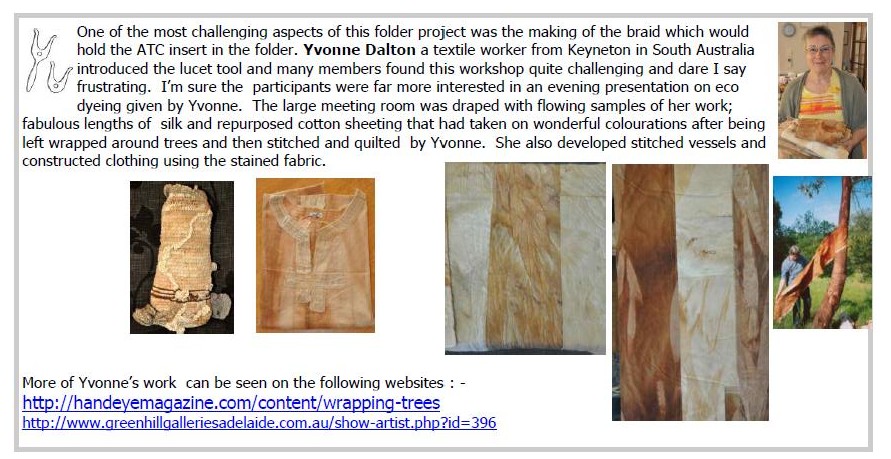 One of the most challenging aspects of this folder project was the making of the braid which would
hold the ATC insert in the folder. Yvonne Dalton a textile worker from Keyneton in South Australia
introduced the lucet tool and many members found this workshop quite challenging and dare I say
frustrating. I'm sure the participants were far more interested in an evening presentation on eco
dyeing given by Yvonne. The large meeting room was draped with flowing samples of her work;
fabulous lengths of silk and repurposed cotton sheeting that had taken on wonderful colourations after being
left wrapped around trees and then stitched and quilted by Yvonne. She also developed stitched vessels and
constructed clothing using the stained fabric.
More of Yvonne's work can be seen on the following websites : -
http://handeyemagazine.com/content/wrapping-trees
http://www.greenhillgalleriesadelaide.com.au/show-artist.php?id=396